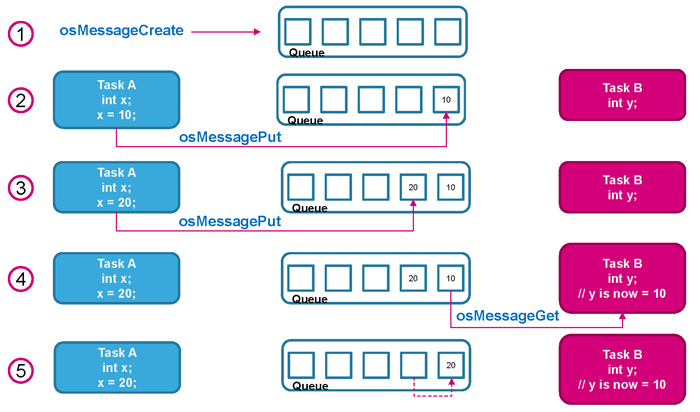 1
osMessageCreate
Queue
2
Task A
int x;
x = 10;
10
Queue
Task B
int y;
osMessagePut
3
Task A
int x;
x = 20;
20 10
Queue
Task B
int y;
osMessagePut
4
Task A
int x;
x = 20;
20 10
Queue
Task B
int y;
// y is now = 10
osMessageGet
5
Task A
int x;
x = 20;
20
Queue
Task B
int y;
// y is now = 10